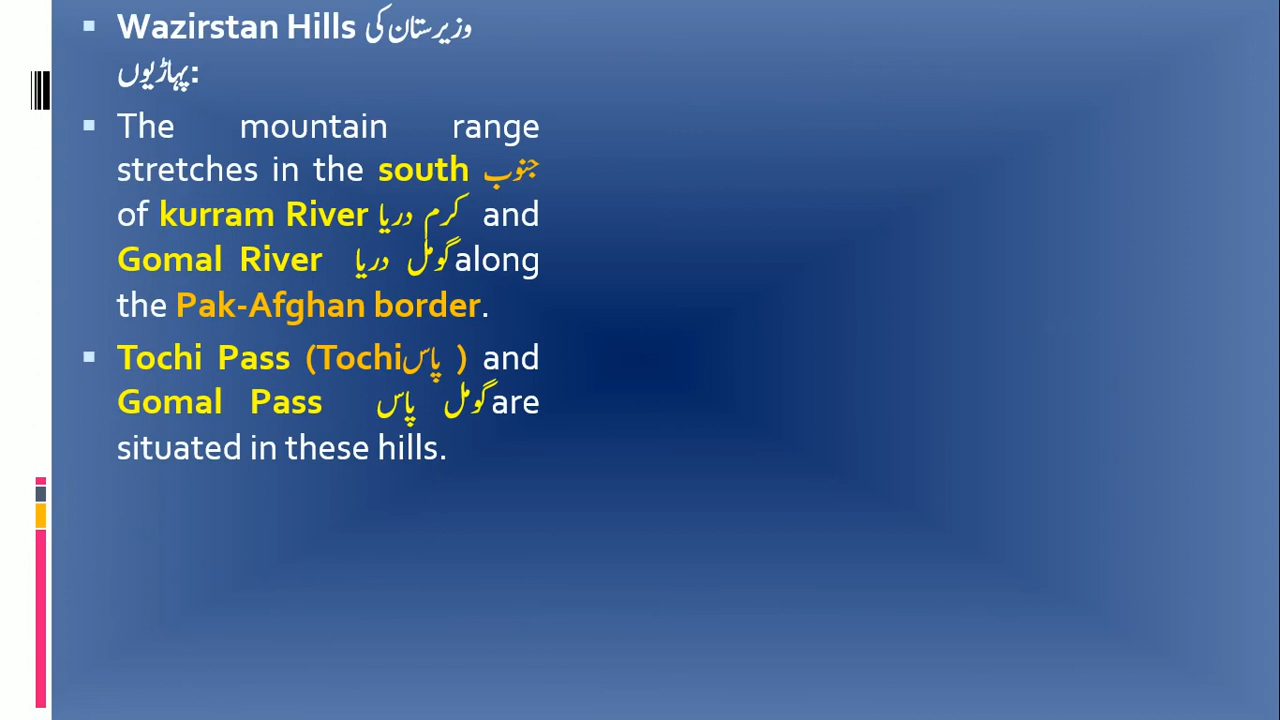 Wazirstan Hills وزیرستان کی
پہاڑیوں:
The mountain range
stretches in the south جنوب
of kurram River کرم دریا and
Gomal River گومل دریا along
the Pak-Afghan border.
Tochi Pass (Tochi پاس ) and
Gomal Pass گومل پاس are
situated in these hills.